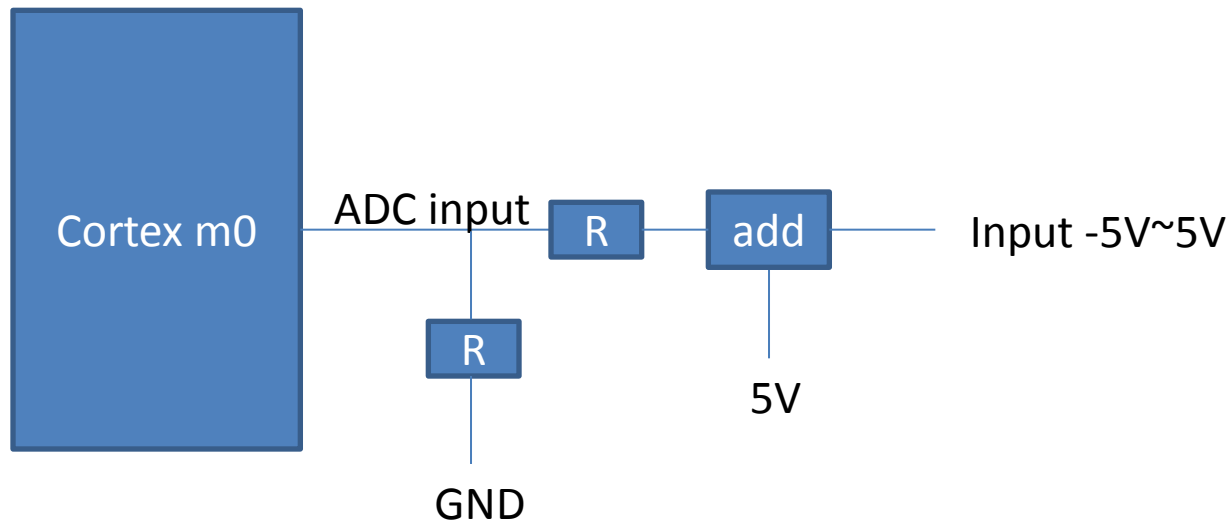 Cortex m0
ADC input
R
add
Input -5V~5V
R
5V
GND